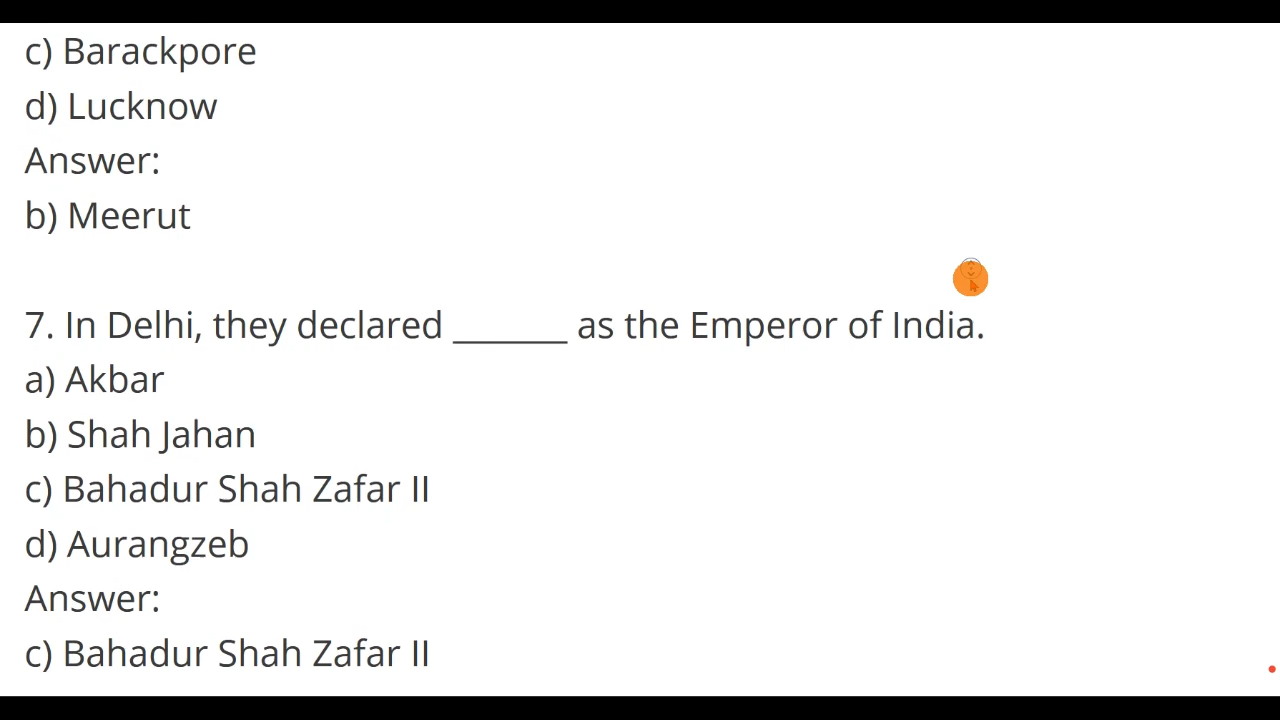 c) Barackpore
d) Lucknow
Answer:
b) Meerut
7. In Delhi, they declared ______ as the Emperor of India.
a) Akbar
b) Shah Jahan
c) Bahadur Shah Zafar II
d) Aurangzeb
Answer:
c) Bahadur Shah Zafar II